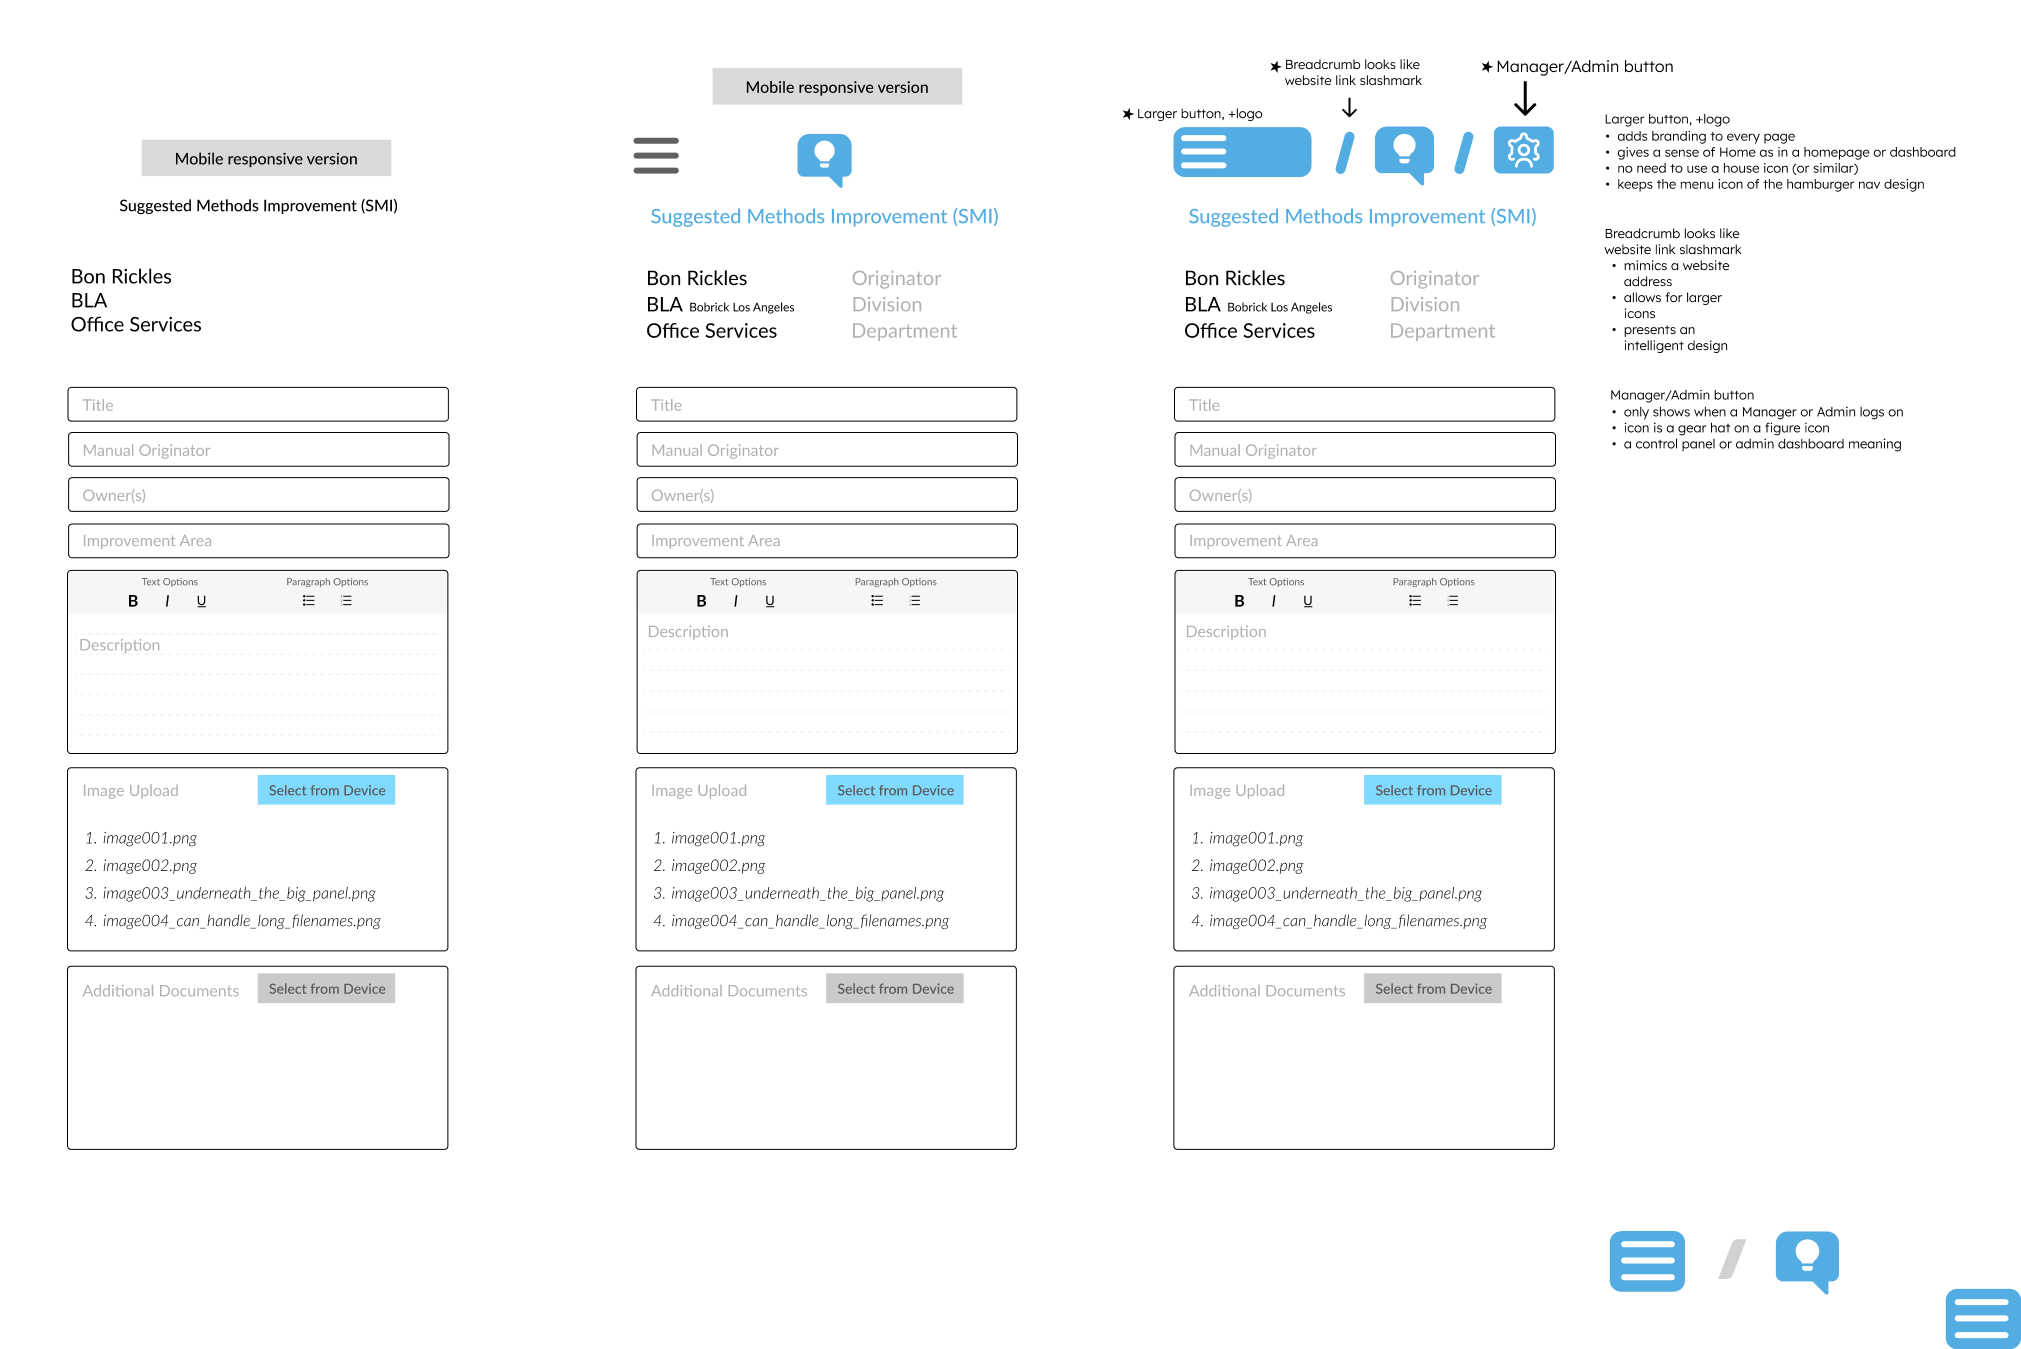 Mobile responsive version
Suggested Methods Improvement (SMI)
Bon Rickles
BLA
Office Services
Title
Manual Originator
Owner(s)
Improvement Area
Text Options
Paragraph Options
B I U
Description
Image Upload
Select from Device
1. image001.png
2. image002.png
3. image003_underneath_the_big_panel.png
4. image004_can_handle_long_filenames.png
Additional Documents
Select from Device
Mobile responsive version
Suggested Methods Improvement (SMI)
Bon Rickles
Originator
BLA Bobrick Los Angeles
Division
Office Services
Department
Title
Manual Originator
Owner(s)
Improvement Area
Text Options
Paragraph Options
B I U
Description
Image Upload
Select from Device
1. image001.png
2. image002.png
3. image003_underneath_the_big_panel.png
4. image004_can_handle_long_filenames.png
Additional Documents
Select from Device
★ Larger button, +logo
★ Breadcrumb looks like
website link slashmark
★ Manager/Admin button
Suggested Methods Improvement (SMI)
Bon Rickles
Originator
BLA Bobrick Los Angeles
Division
Office Services
Department
Title
Manual Originator
Owner(s)
Improvement Area
Text Options
Paragraph Options
B I U
Description
Image Upload
Select from Device
1. image001.png
2. image002.png
3. image003_underneath_the_big_panel.png
4. image004_can_handle_long_filenames.png
Additional Documents
Select from Device
Larger button, +logo
• adds branding to every page
• gives a sense of Home as in a homepage or dashboard
• no need to use a house icon (or similar)
• keeps the menu icon of the hamburger nav design
Breadcrumb looks like
website link slashmark
• mimics a website
address
• allows for larger
icons
• presents an
intelligent design
Manager/Admin button
• only shows when a Manager or Admin logs on
• icon is a gear hat on a figure icon
• a control panel or admin dashboard meaning